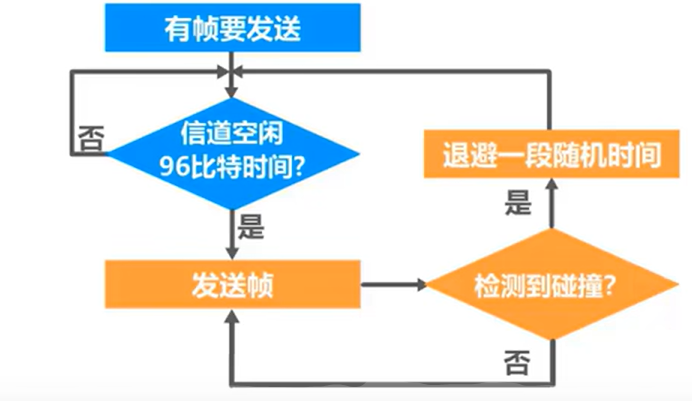 有帧要发送
否
信道空闲
96比特时间?
退避一段随机时间
是
是
发送帧
检测到碰撞?
否